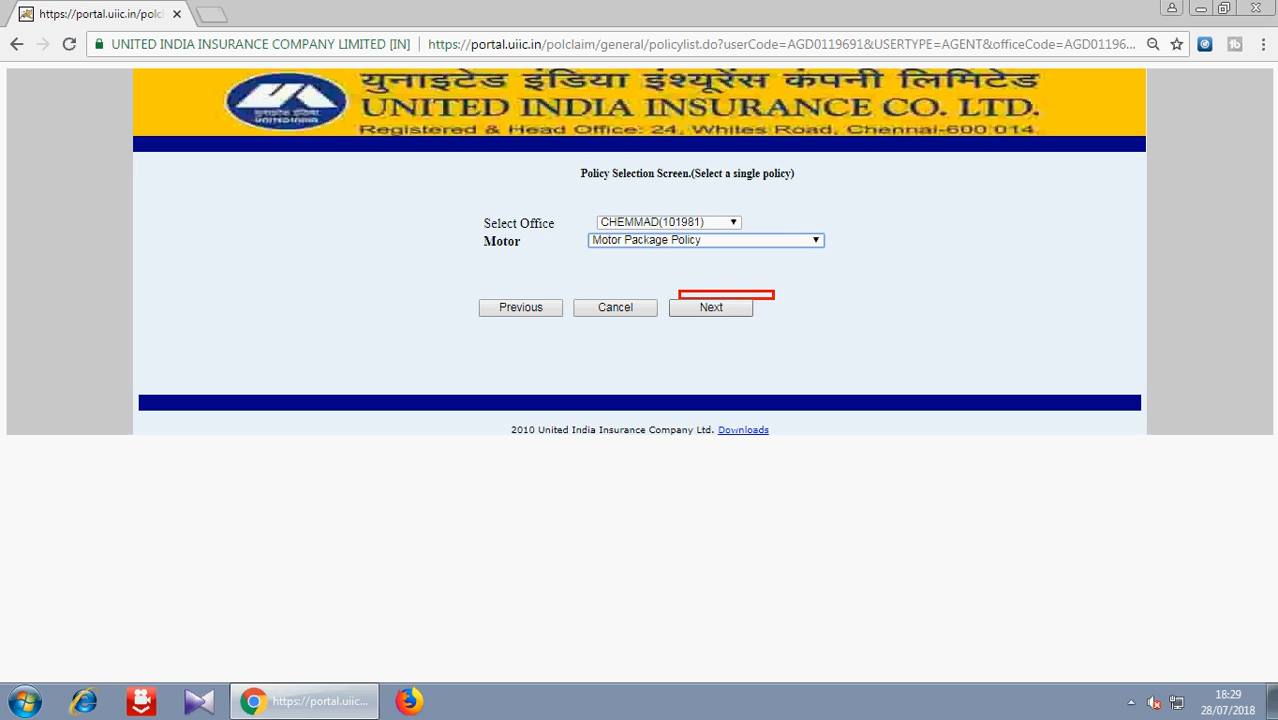 https://portal.uiic.in/polcl
UNITED INDIA INSURANCE COMPANY LIMITED [IN]
https://portal.uiic.in/polclaim/general/policylist.do?userCode=AGD0119691&USERTYPE=AGENT&officeCode=AGD01196...
युनाइटेड इंडिया इंश्यूरेंस कंपनी लिमिटेड
UNITED INDIA INSURANCE CO. LTD.
Registered & Head Office: 24, Whites Road, Chennai-600 014.
युनाइटेड इंडिया
UNITED INDIA
Policy Selection Screen.(Select a single policy)
Select Office CHEMMAD(101981)
Motor Motor Package Policy
Previous Cancel Next
2010 United India Insurance Company Ltd. Downloads
https://portal.uiic...
18:29
28/07/2018